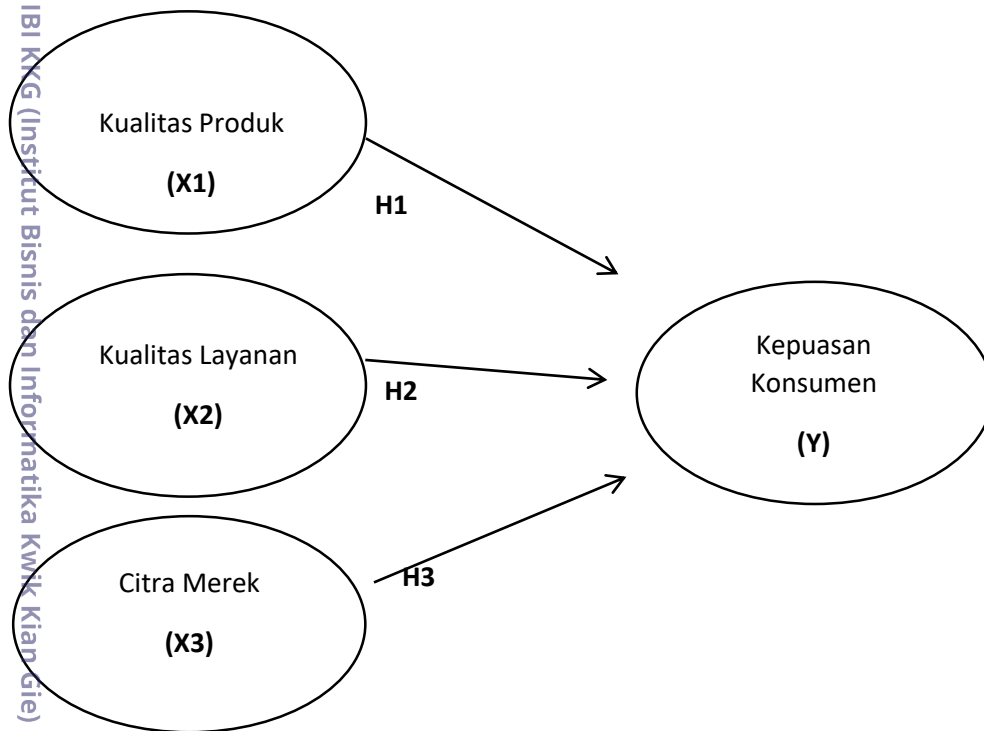 IBI KKG (Institut Bisnis dan Informatika Kwik Kian Gie)
Kualitas Produk
(X1)
H1
Kualitas Layanan
(X2)
H2
Kepuasan
Konsumen
(Y)
Citra Merek
(X3)
H3